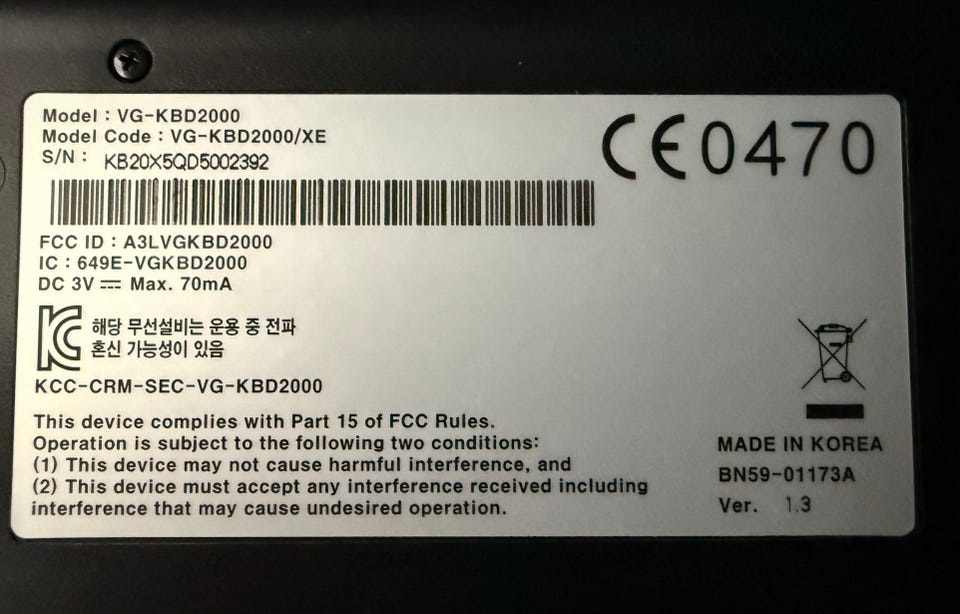 Model : VG-KBD2000
Model Code : VG-KBD2000/XE
S/N : KB20X5QD5002392
CE0470
FCC ID : A3LVGKBD2000
IC : 649E-VGKBD2000
DC 3V ⎓ Max. 70mA
해당 무선설비는 운용 중 전파
혼신 가능성이 있음
KCC-CRM-SEC-VG-KBD2000
This device complies with Part 15 of FCC Rules.
Operation is subject to the following two conditions:
(1) This device may not cause harmful interference, and
(2) This device must accept any interference received including
interference that may cause undesired operation.
MADE IN KOREA
BN59-01173A
Ver. 1.3